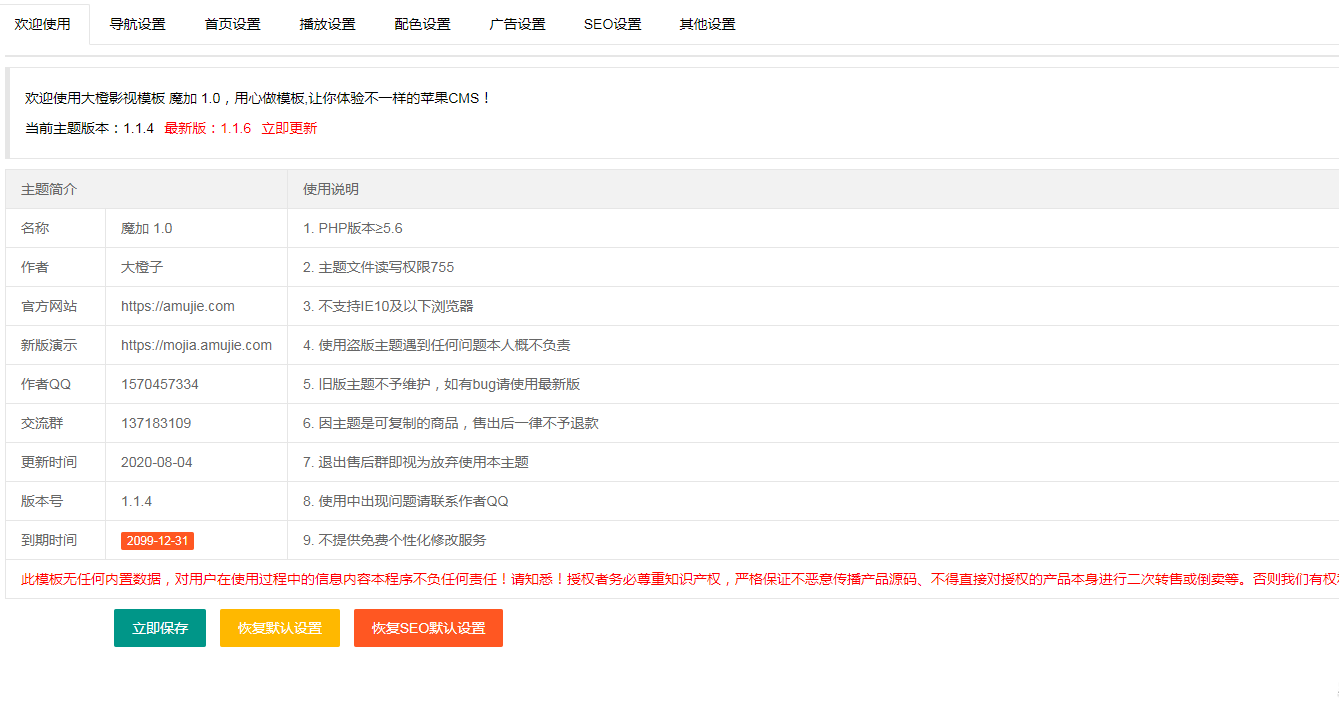 欢迎使用 导航设置 首页设置 播放设置 配色设置 广告设置 SEO设置 其他设置
欢迎使用大橙影视模板 魔加 1.0，用心做模板,让你体验不一样的苹果CMS！
当前主题版本：1.1.4 最新版：1.1.6 立即更新
主题简介 使用说明
名称 魔加 1.0 1. PHP版本≥5.6
作者 大橙子 2. 主题文件读写权限755
官方网站 https://amujie.com 3. 不支持IE10及以下浏览器
新版演示 https://mojia.amujie.com 4. 使用盗版主题遇到任何问题本人概不负责
作者QQ 1570457334 5. 旧版主题不予维护，如有bug请使用最新版
交流群 137183109 6. 因主题是可复制的商品，售出后一律不予退款
更新时间 2020-08-04 7. 退出售后群即视为放弃使用本主题
版本号 1.1.4 8. 使用中出现问题请联系作者QQ
到期时间 2099-12-31 9. 不提供免费个性化修改服务
此模板无任何内置数据，对用户在使用过程中的信息内容本程序不负任何责任！请知悉！授权者务必尊重知识产权，严格保证不恶意传播产品源码、不得直接对授权的产品本身进行二次转售或倒卖等。否则我们有权
立即保存 恢复默认设置 恢复SEO默认设置